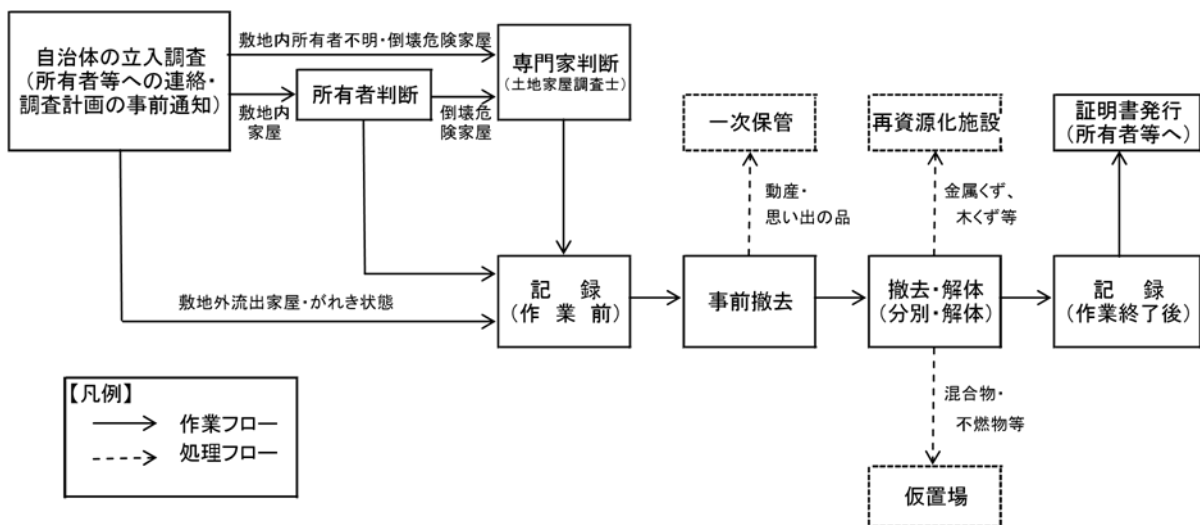 自治体の立入調査
(所有者等への連絡・
調査計画の事前通知)
敷地内所有者不明・倒壊危険家屋
敷地内
家屋
所有者判断
倒壊危
険家屋
専門家判断
(土地家屋調査士)
敷地外流出家屋・がれき状態
記　録
(作 業 前)
事前撤去
動産・
思い出の品
一次保管
撤去・解体
(分別・解体)
金属くず、
木くず等
再資源化施設
混合物・
不燃物等
仮置場
記　録
(作業終了後)
証明書発行
(所有者等へ)
【凡例】
作業フロー
処理フロー